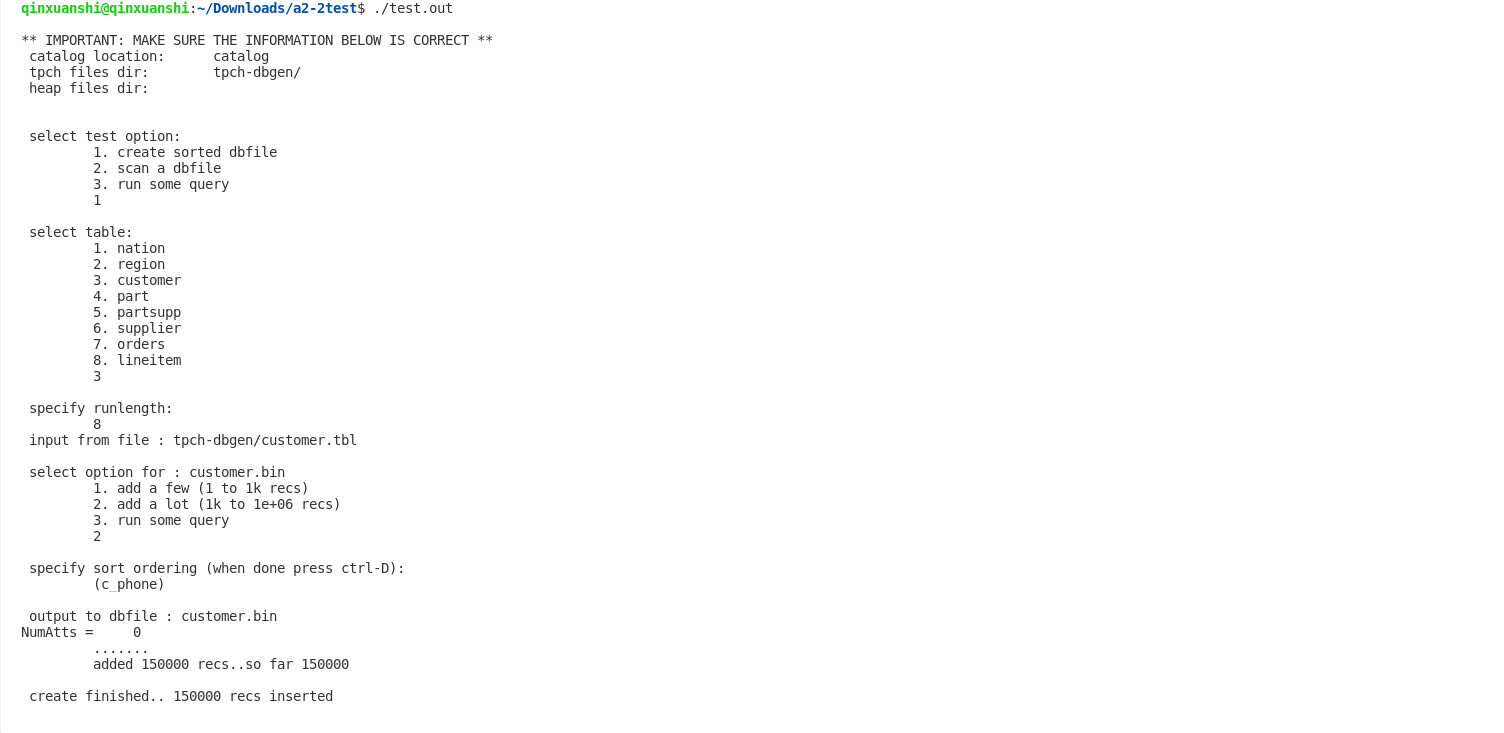 qinxuanshi@qinxuanshi:~/Downloads/a2-2test$ ./test.out
** IMPORTANT: MAKE SURE THE INFORMATION BELOW IS CORRECT **
catalog location: catalog
tpch files dir: tpch-dbgen/
heap files dir:
select test option:
1. create sorted dbfile
2. scan a dbfile
3. run some query
1
select table:
1. nation
2. region
3. customer
4. part
5. partsupp
6. supplier
7. orders
8. lineitem
3
specify runlength:
8
input from file : tpch-dbgen/customer.tbl
select option for : customer.bin
1. add a few (1 to 1k recs)
2. add a lot (1k to 1e+06 recs)
3. run some query
2
specify sort ordering (when done press ctrl-D):
(c_phone)
output to dbfile : customer.bin
NumAtts = 0
.......
added 150000 recs..so far 150000
create finished.. 150000 recs inserted